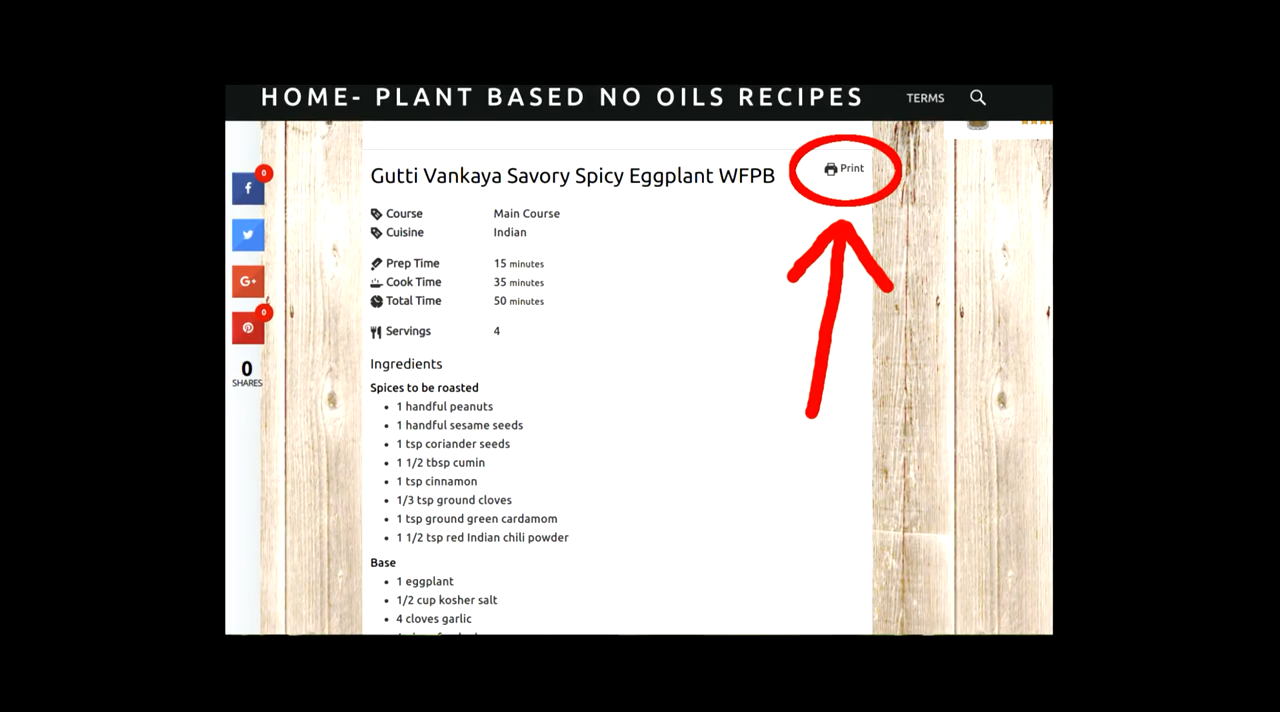 HOME- PLANT BASED NO OILS RECIPES TERMS
Print
Gutti Vankaya Savory Spicy Eggplant WFPB
0
Course Main Course
Cuisine Indian
Prep Time 15 minutes
Cook Time 35 minutes
Total Time 50 minutes
G+
0
Servings 4
0
SHARES
Ingredients
Spices to be roasted
• 1 handful peanuts
• 1 handful sesame seeds
• 1 tsp coriander seeds
• 1 1/2 tbsp cumin
• 1 tsp cinnamon
• 1/3 tsp ground cloves
• 1 tsp ground green cardamom
• 1 1/2 tsp red Indian chili powder
Base
• 1 eggplant
• 1/2 cup kosher salt
• 4 cloves garlic